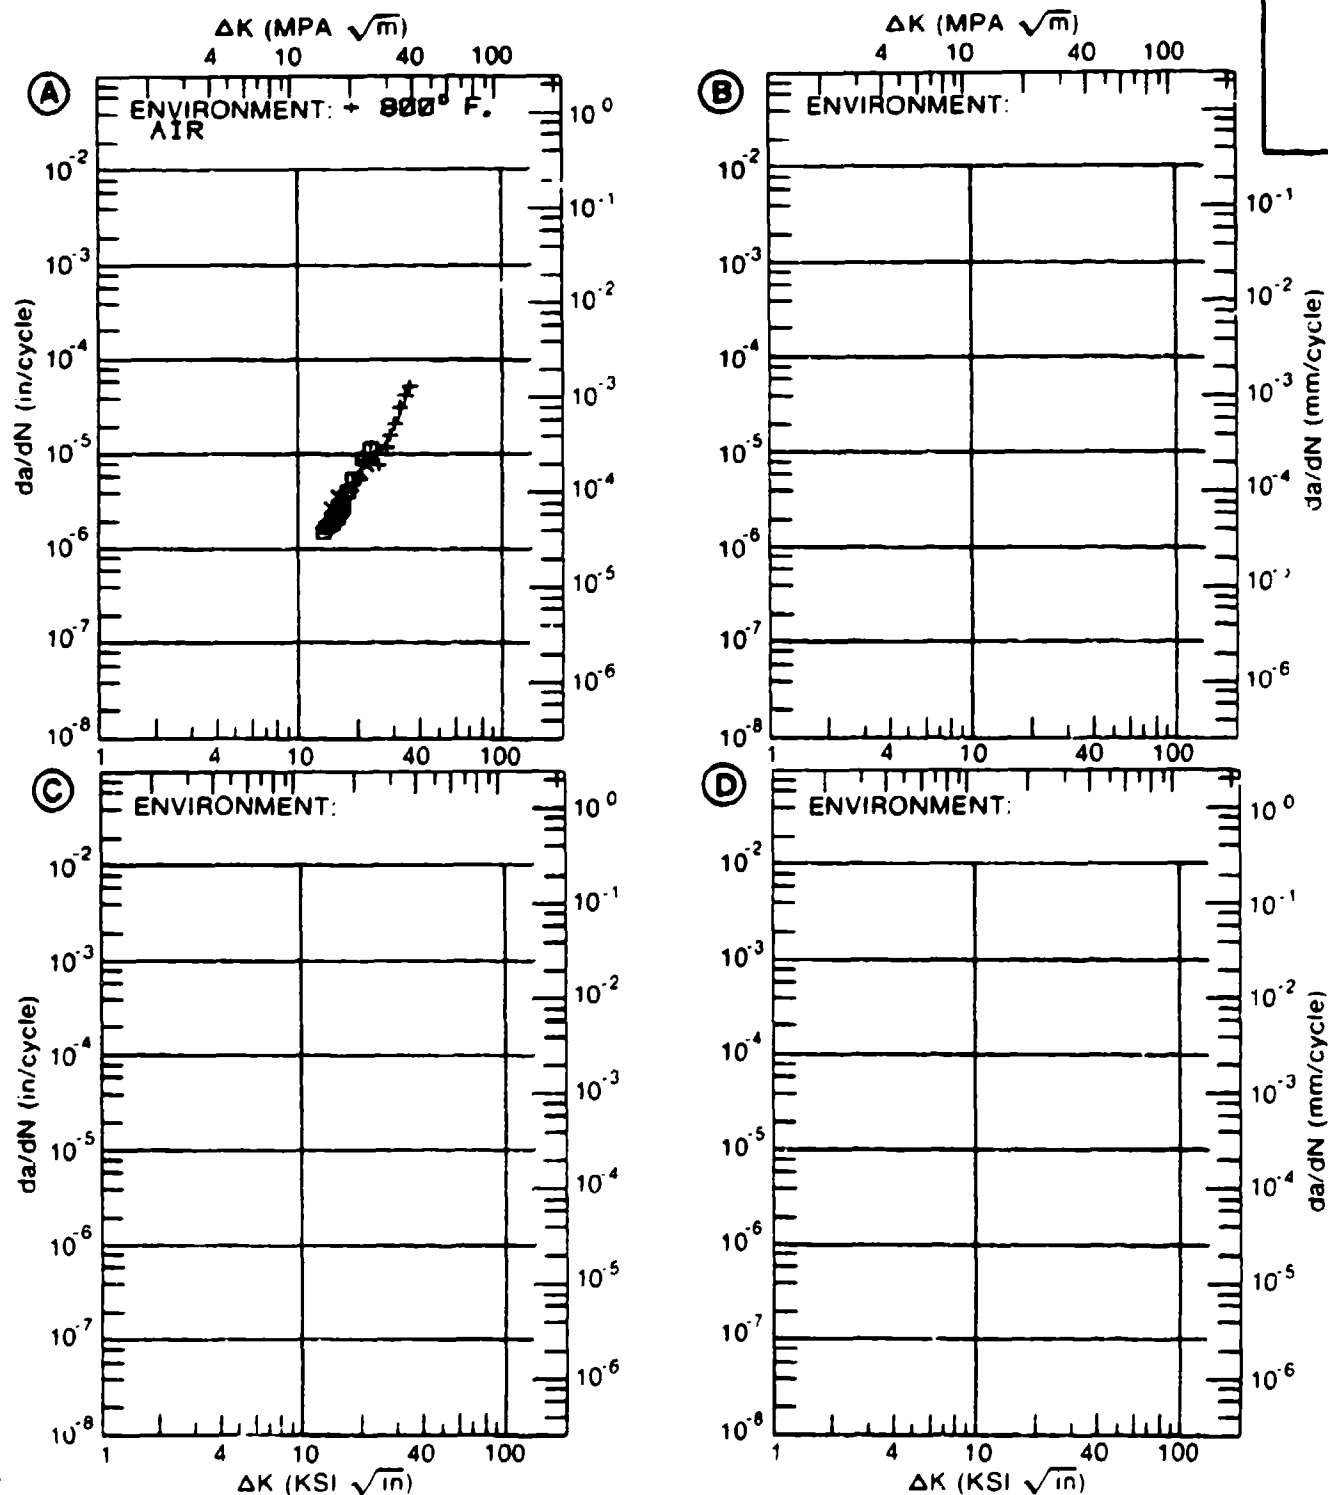 ΔK (MPA √m) ΔK (MPA √m)
4 10 40 100 4 10 40 100
A ENVIRONMENT: + 800° F. B ENVIRONMENT:
AIR
10⁰
10⁻² 10⁻²
10⁻¹ 10⁻¹
10⁻³ 10⁻³
10⁻² 10⁻²
10⁻⁴ 10⁻⁴
10⁻³ 10⁻³
10⁻⁵ 10⁻⁵
10⁻⁴ 10⁻⁴
10⁻⁶ 10⁻⁶
10⁻⁵
10⁻⁷ 10⁻⁷
10⁻⁶ 10⁻⁶
10⁻⁸ 10⁻⁸
da/dN (in/cycle) da/dN (mm/cycle)
1 4 10 40 100 1 4 10 40 100
C ENVIRONMENT: D ENVIRONMENT:
10⁰ 10⁰
10⁻² 10⁻²
10⁻¹ 10⁻¹
10⁻³ 10⁻³
10⁻² 10⁻²
10⁻⁴ 10⁻⁴
10⁻³ 10⁻³
10⁻⁵ 10⁻⁵
10⁻⁴ 10⁻⁴
10⁻⁶ 10⁻⁶
10⁻⁵ 10⁻⁵
10⁻⁷ 10⁻⁷
10⁻⁶ 10⁻⁶
10⁻⁸ 10⁻⁸
da/dN (in/cycle) da/dN (mm/cycle)
1 4 10 40 100 1 4 10 40 100
ΔK (KSI √in) ΔK (KSI √in)